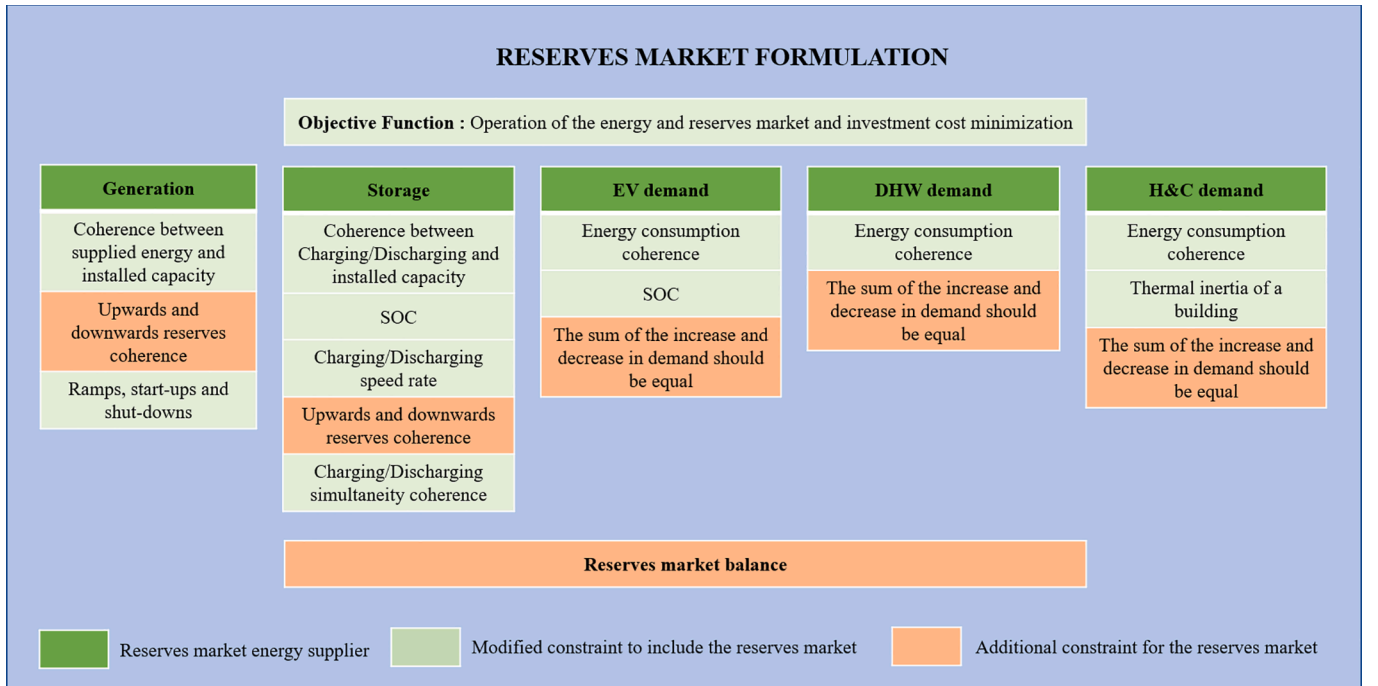 RESERVES MARKET FORMULATION
Objective Function : Operation of the energy and reserves market and investment cost minimization
Generation
Coherence between
supplied energy and
installed capacity
Upwards and
downwards reserves
coherence
Ramps, start-ups and
shut-downs
Storage
Coherence between
Charging/Discharging and
installed capacity
SOC
Charging/Discharging
speed rate
Upwards and downwards
reserves coherence
Charging/Discharging
simultaneity coherence
EV demand
Energy consumption
coherence
SOC
The sum of the increase and
decrease in demand should
be equal
DHW demand
Energy consumption
coherence
The sum of the increase and
decrease in demand should
be equal
H&C demand
Energy consumption
coherence
Thermal inertia of a
building
The sum of the increase and
decrease in demand should
be equal
Reserves market balance
Reserves market energy supplier
Modified constraint to include the reserves market
Additional constraint for the reserves market